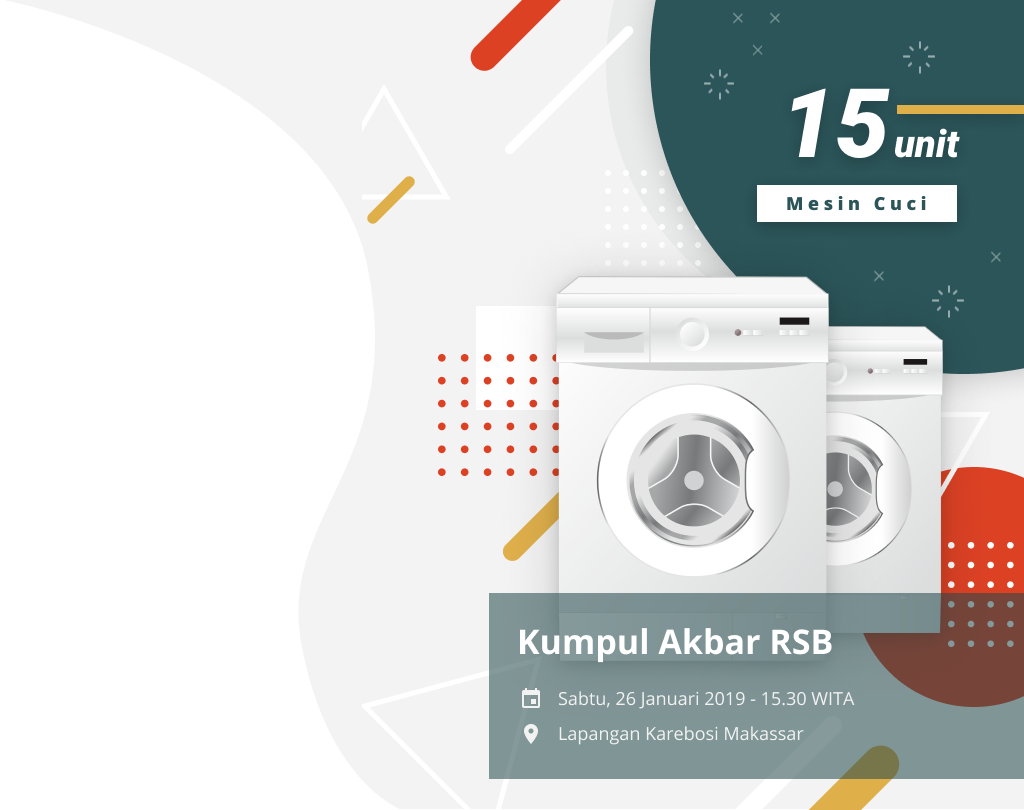 15 unit
Mesin Cuci
Kumpul Akbar RSB
Sabtu, 26 Januari 2019 - 15.30 WITA
Lapangan Karebosi Makassar